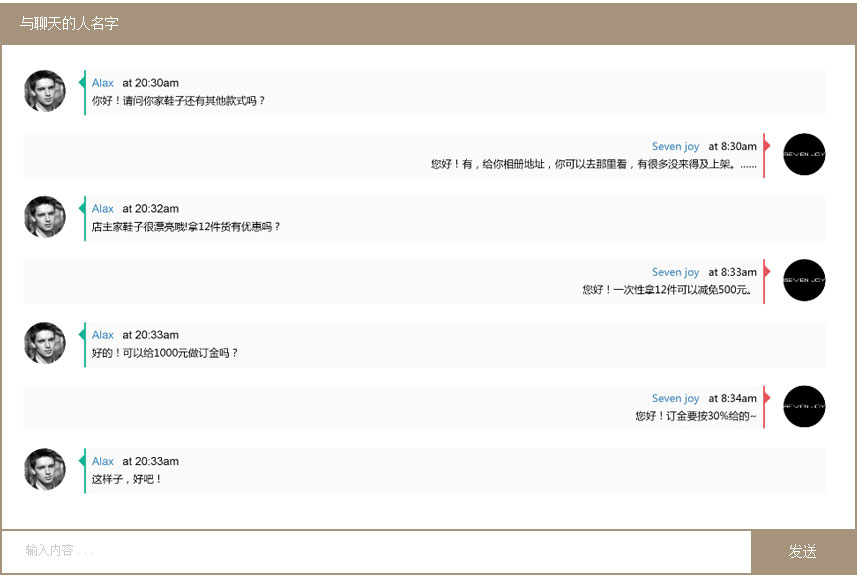 与聊天的人名字
Alax at 20:30am
你好！请问你家鞋子还有其他款式吗？
Seven joy at 8:30am
SEVEN JOY
您好！有，给你相册地址，你可以去那里看，有很多没来得及上架。......
Alax at 20:32am
店主家鞋子很漂亮哦!拿12件货有优惠吗？
Seven joy at 8:33am
SEVEN JOY
您好！一次性拿12件可以减免500元。
Alax at 20:33am
好的！可以给1000元做订金吗？
Seven joy at 8:34am
SEVEN JOY
您好！订金要按30%给的~
Alax at 20:33am
这样子，好吧！
输入内容 . . .
发送